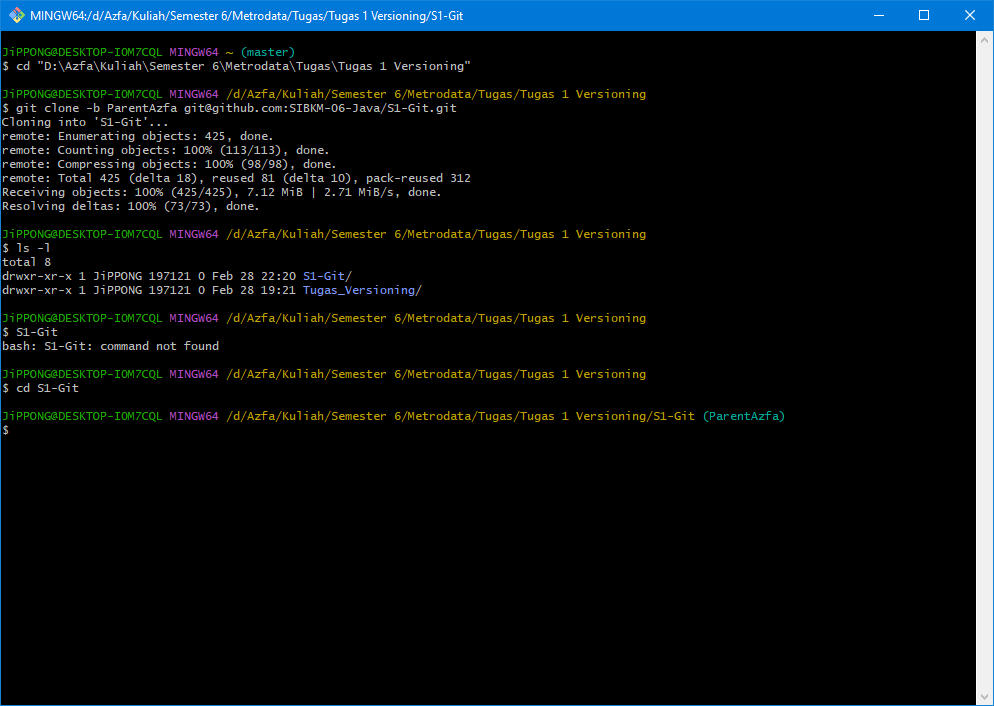 MINGW64:/d/Azfa/Kuliah/Semester 6/Metrodata/Tugas/Tugas 1 Versioning/S1-Git
JiPPONG@DESKTOP-IOM7CQL MINGW64 ~ (master)
$ cd "D:\Azfa\Kuliah\Semester 6\Metrodata\Tugas\Tugas 1 Versioning"
JiPPONG@DESKTOP-IOM7CQL MINGW64 /d/Azfa/Kuliah/Semester 6/Metrodata/Tugas/Tugas 1 Versioning
$ git clone -b ParentAzfa git@github.com:SIBKM-06-Java/S1-Git.git
Cloning into 'S1-Git'...
remote: Enumerating objects: 425, done.
remote: Counting objects: 100% (113/113), done.
remote: Compressing objects: 100% (98/98), done.
remote: Total 425 (delta 18), reused 81 (delta 10), pack-reused 312
Receiving objects: 100% (425/425), 7.12 MiB | 2.71 MiB/s, done.
Resolving deltas: 100% (73/73), done.
JiPPONG@DESKTOP-IOM7CQL MINGW64 /d/Azfa/Kuliah/Semester 6/Metrodata/Tugas/Tugas 1 Versioning
$ ls -l
total 8
drwxr-xr-x 1 JiPPONG 197121 0 Feb 28 22:20 S1-Git/
drwxr-xr-x 1 JiPPONG 197121 0 Feb 28 19:21 Tugas_Versioning/
JiPPONG@DESKTOP-IOM7CQL MINGW64 /d/Azfa/Kuliah/Semester 6/Metrodata/Tugas/Tugas 1 Versioning
$ S1-Git
bash: S1-Git: command not found
JiPPONG@DESKTOP-IOM7CQL MINGW64 /d/Azfa/Kuliah/Semester 6/Metrodata/Tugas/Tugas 1 Versioning
$ cd S1-Git
JiPPONG@DESKTOP-IOM7CQL MINGW64 /d/Azfa/Kuliah/Semester 6/Metrodata/Tugas/Tugas 1 Versioning/S1-Git (ParentAzfa)
$